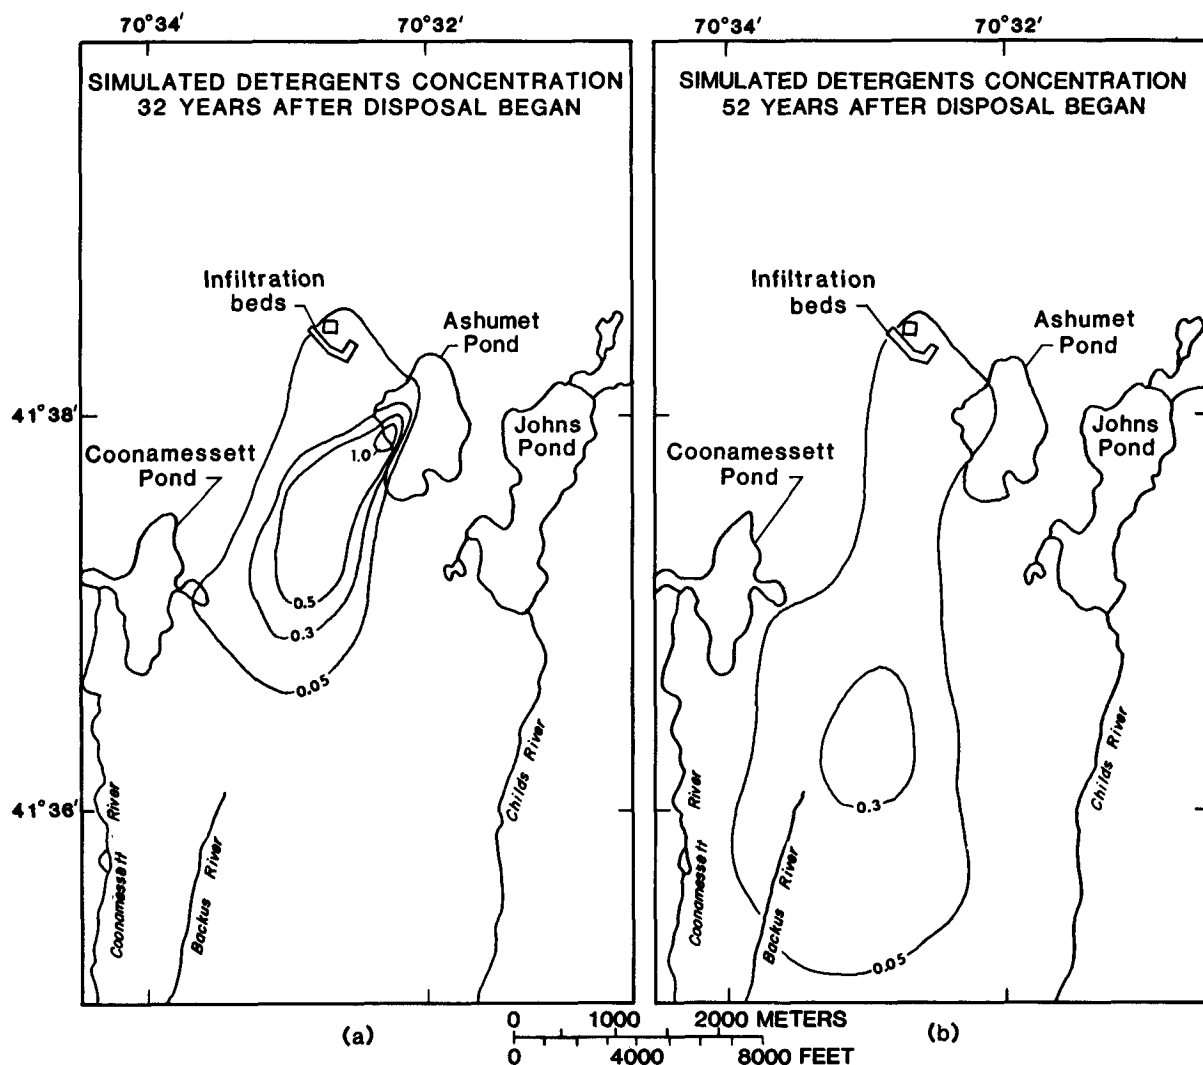 70°34′
70°32′
70°34′
70°32′
SIMULATED DETERGENTS CONCENTRATION
32 YEARS AFTER DISPOSAL BEGAN
SIMULATED DETERGENTS CONCENTRATION
52 YEARS AFTER DISPOSAL BEGAN
Infiltration
beds
Ashumet
Pond
Infiltration
beds
Ashumet
Pond
41°38′
Coonamessett
Pond
1.0
Johns
Pond
Coonamessett
Pond
Johns
Pond
0.5
0.3
0.05
41°36′
Coonamessett River
Backus River
Childs River
0.3
Coonamessett River
Backus River
Childs River
0.05
(a)
0 1000 2000 METERS
0 4000 8000 FEET
(b)